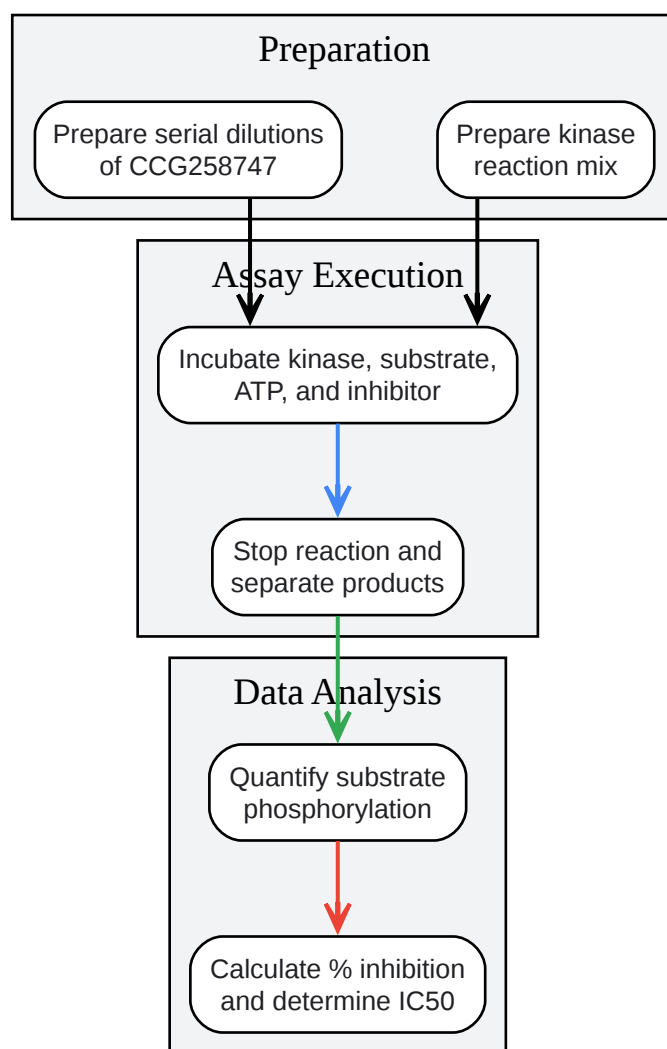 Preparation
Prepare serial dilutions
of CCG258747
Prepare kinase
reaction mix
Assay Execution
Incubate kinase, substrate,
ATP, and inhibitor
Stop reaction and
separate products
Data Analysis
Quantify substrate
phosphorylation
Calculate % inhibition
and determine IC50